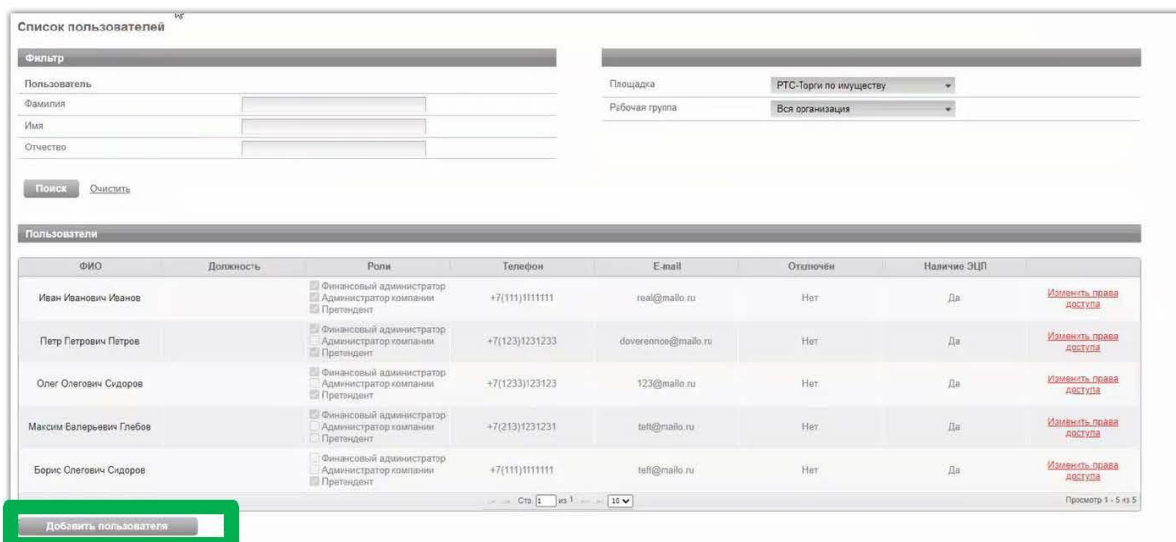 Список пользователей
Фильтр
Пользователь
Фамилия
Имя
Отчество
Площадка РТС-Торги по имуществу
Рабочая группа Вся организация
Поиск Очистить
Пользователи
ФИО Должность Роли Телефон E-mail Отключён Наличие ЭЦП
Иван Иванович Иванов Финансовый администратор Администратор компании Претендент +7(111)1111111 real@mailo.ru Нет Да Изменить права доступа
Петр Петрович Петров Финансовый администратор Администратор компании Претендент +7(123)1231233 doverennoe@mailo.ru Нет Да Изменить права доступа
Олег Олегович Сидоров Финансовый администратор Администратор компании Претендент +7(1233)123123 123@mailo.ru Нет Да Изменить права доступа
Максим Валерьевич Глебов Финансовый администратор Администратор компании Претендент +7(213)1231231 teft@mailo.ru Нет Да Изменить права доступа
Борис Олегович Сидоров Финансовый администратор Администратор компании Претендент +7(111)1111111 teft@mailo.ru Нет Да Изменить права доступа
Стр. 1 из 1 10 Просмотр 1 - 5 из 5
Добавить пользователя